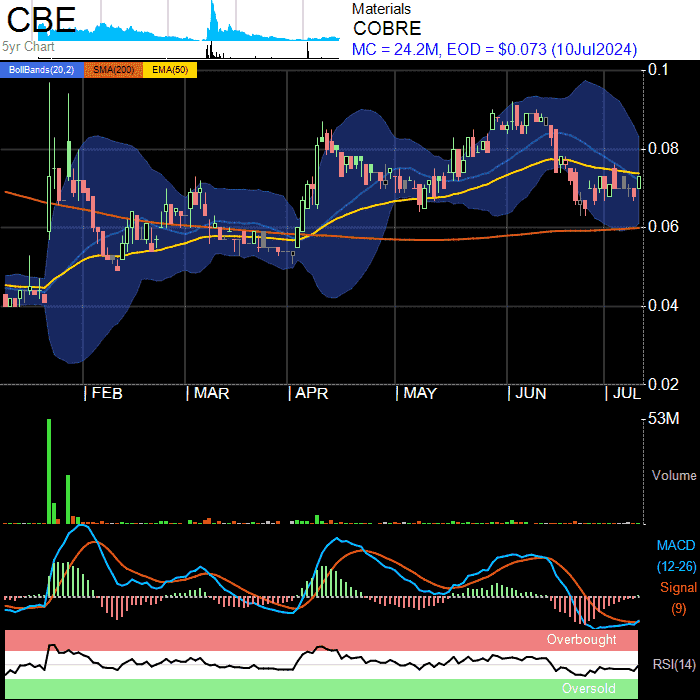 CBE
5yr Chart
Materials
COBRE
MC = 24.2M, EOD = $0.073 (10Jul2024)
BollBands(20,2) SMA(200) EMA(50)
0.1
0.08
0.06
0.04
0.02
| FEB | MAR | APR | MAY | JUN | JUL
53M
Volume
MACD
(12-26)
Signal
(9)
Overbought
RSI(14)
Oversold